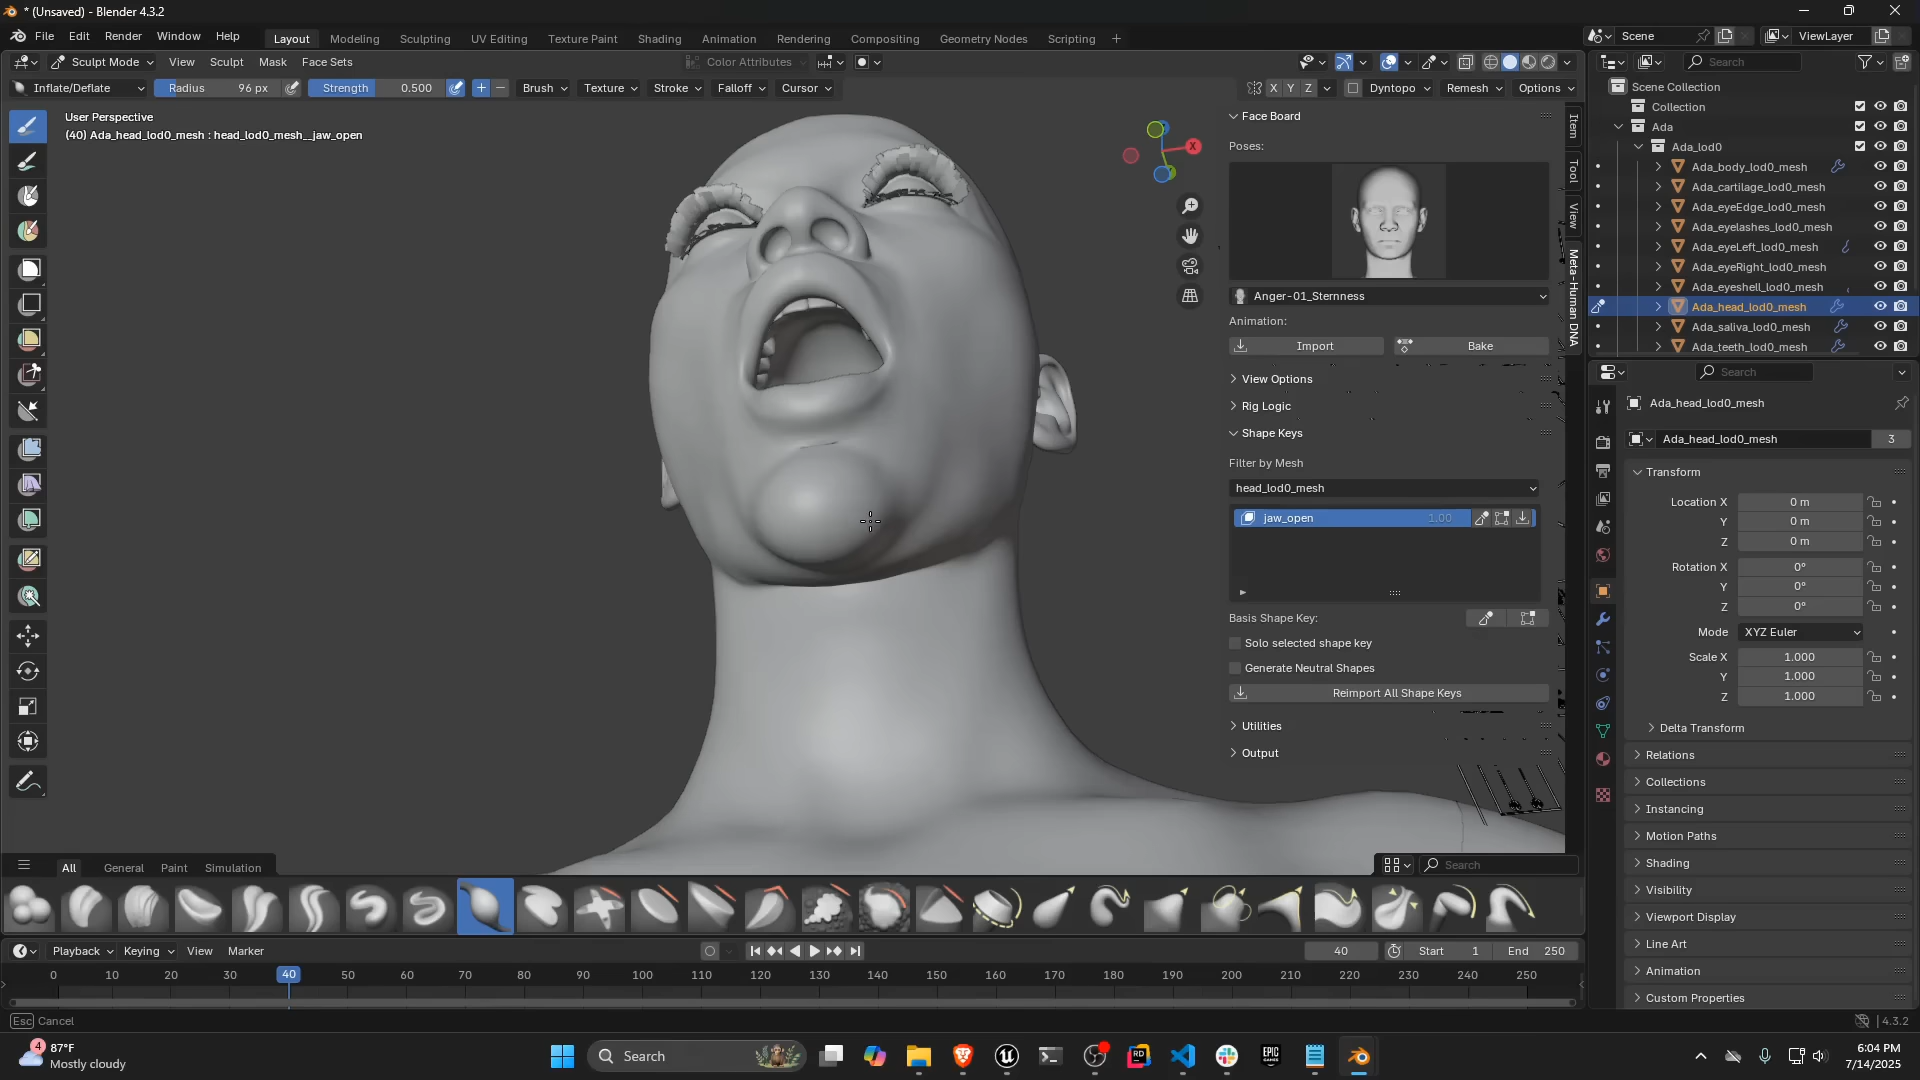 * (Unsaved) - Blender 4.3.2
File Edit Render Window Help
Layout Modeling Sculpting UV Editing Texture Paint Shading Animation Rendering Compositing Geometry Nodes Scripting +
Scene ViewLayer
Sculpt Mode View Sculpt Mask Face Sets Color Attributes
Search
Inflate/Deflate Radius 96 px Strength 0.500 Brush Texture Stroke Falloff Cursor X Y Z Dyntopo Remesh Options
User Perspective
(40) Ada_head_lod0_mesh : head_lod0_mesh__jaw_open
X
Face Board
Poses:
Anger-01_Sternness
Animation:
Import Bake
View Options
Rig Logic
Shape Keys
Filter by Mesh
head_lod0_mesh
jaw_open 1.00
Basis Shape Key:
Solo selected shape key
Generate Neutral Shapes
Reimport All Shape Keys
Utilities
Output
Item
Tool
View
Meta-Human DNA
Scene Collection
Collection
Ada
Ada_lod0
Ada_body_lod0_mesh
Ada_cartilage_lod0_mesh
Ada_eyeEdge_lod0_mesh
Ada_eyelashes_lod0_mesh
Ada_eyeLeft_lod0_mesh
Ada_eyeRight_lod0_mesh
Ada_eyeshell_lod0_mesh
Ada_head_lod0_mesh
Ada_saliva_lod0_mesh
Ada_teeth_lod0_mesh
Search
Ada_head_lod0_mesh
Ada_head_lod0_mesh 3
Transform
Location X 0 m
Y 0 m
Z 0 m
Rotation X 0°
Y 0°
Z 0°
Mode XYZ Euler
Scale X 1.000
Y 1.000
Z 1.000
Delta Transform
Relations
Collections
Instancing
Motion Paths
Shading
Visibility
Viewport Display
Line Art
Animation
Custom Properties
All General Paint Simulation
Search
Playback Keying View Marker 40 Start 1 End 250
0 10 20 30 40 50 60 70 80 90 100 110 120 130 140 150 160 170 180 190 200 210 220 230 240 250
Esc Cancel
4.3.2
4
87°F
Mostly cloudy
Search
RD
EPIC
GAMES
6:04 PM
7/14/2025